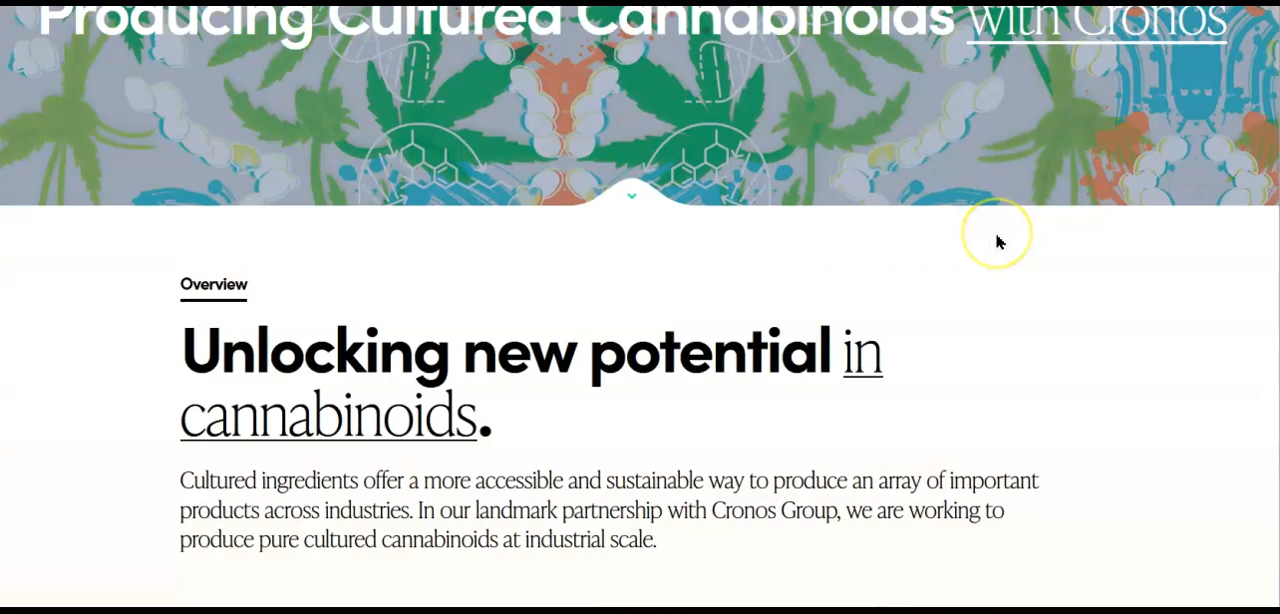 Producing Cultured Cannabinoids with Cronos
Overview
Unlocking new potential in
cannabinoids.
Cultured ingredients offer a more accessible and sustainable way to produce an array of important
products across industries. In our landmark partnership with Cronos Group, we are working to
produce pure cultured cannabinoids at industrial scale.